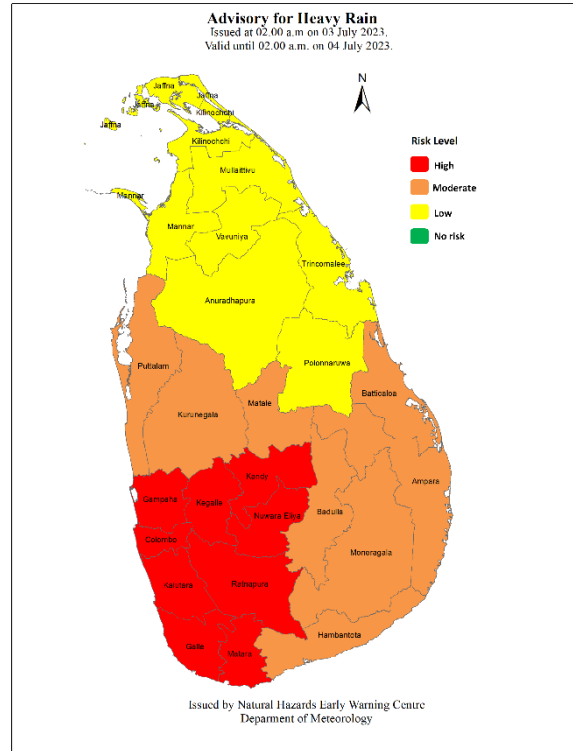 Advisory for Heavy Rain
Issued at 02.00 a.m on 03 July 2023.
Valid until 02.00 a.m. on 04 July 2023.
N
Jaffna
Jaffna
Jaffna
Jaffna
Kilinochchi
Kilinochchi
Mullaittivu
Mannar
Mannar
Vavuniya
Trincomalee
Anuradhapura
Polonnaruwa
Puttalam
Kurunegala
Matale
Batticaloa
Kandy
Gampaha
Kegalle
Nuwara Eliya
Badulla
Ampara
Colombo
Moneragala
Kalutara
Ratnapura
Hambantota
Galle
Matara
Risk Level
High
Moderate
Low
No risk
Issued by Natural Hazards Early Warning Centre
Deparment of Meteorology